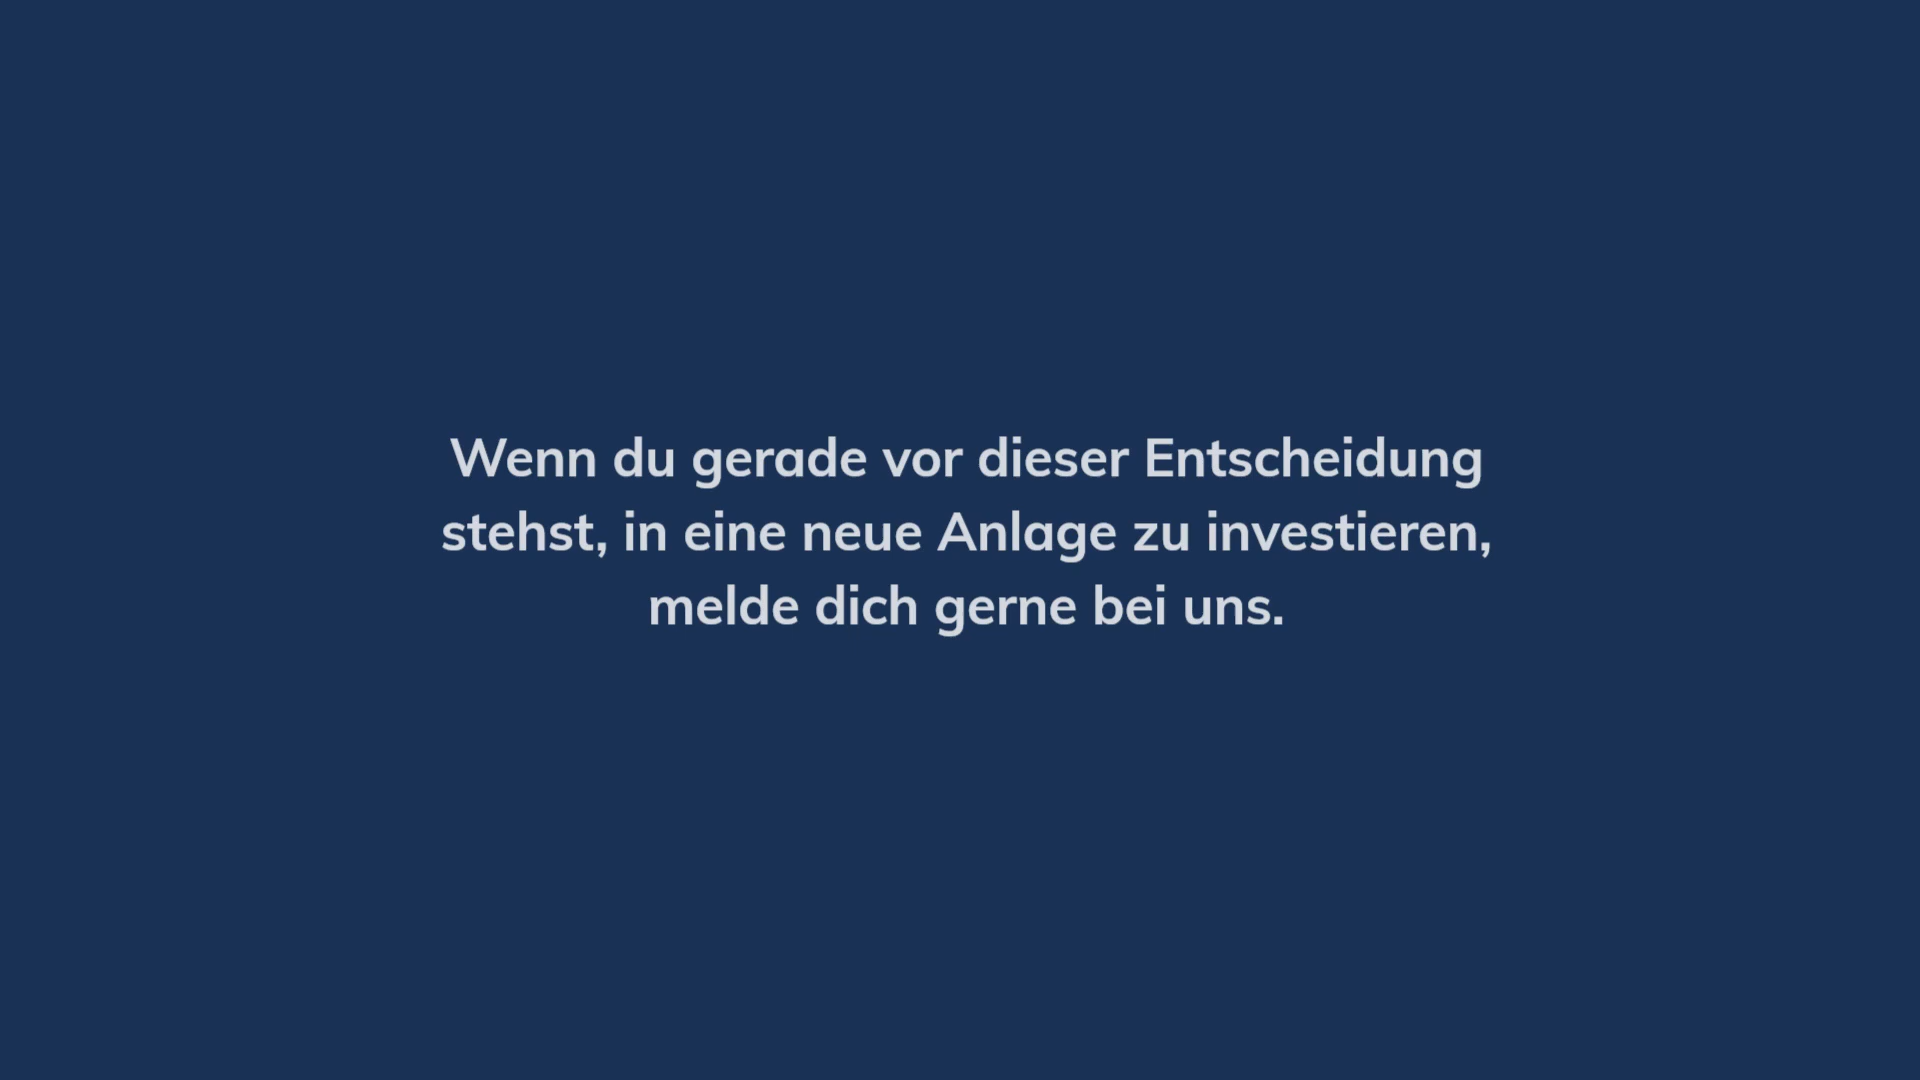 Wenn du gerade vor dieser Entscheidung
stehst, in eine neue Anlage zu investieren,
melde dich gerne bei uns.